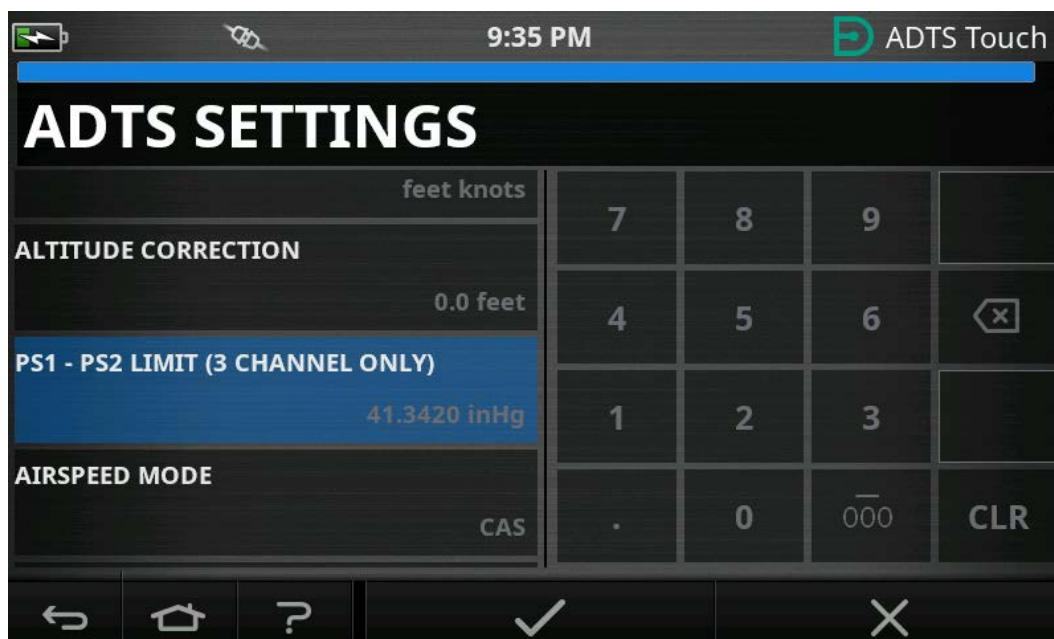 9:35 PM
ADTS Touch
ADTS SETTINGS
feet knots
ALTITUDE CORRECTION
0.0 feet
PS1 - PS2 LIMIT (3 CHANNEL ONLY)
41.3420 inHg
AIRSPEED MODE
CAS
7 8 9
4 5 6
1 2 3
. 0 000 CLR
?